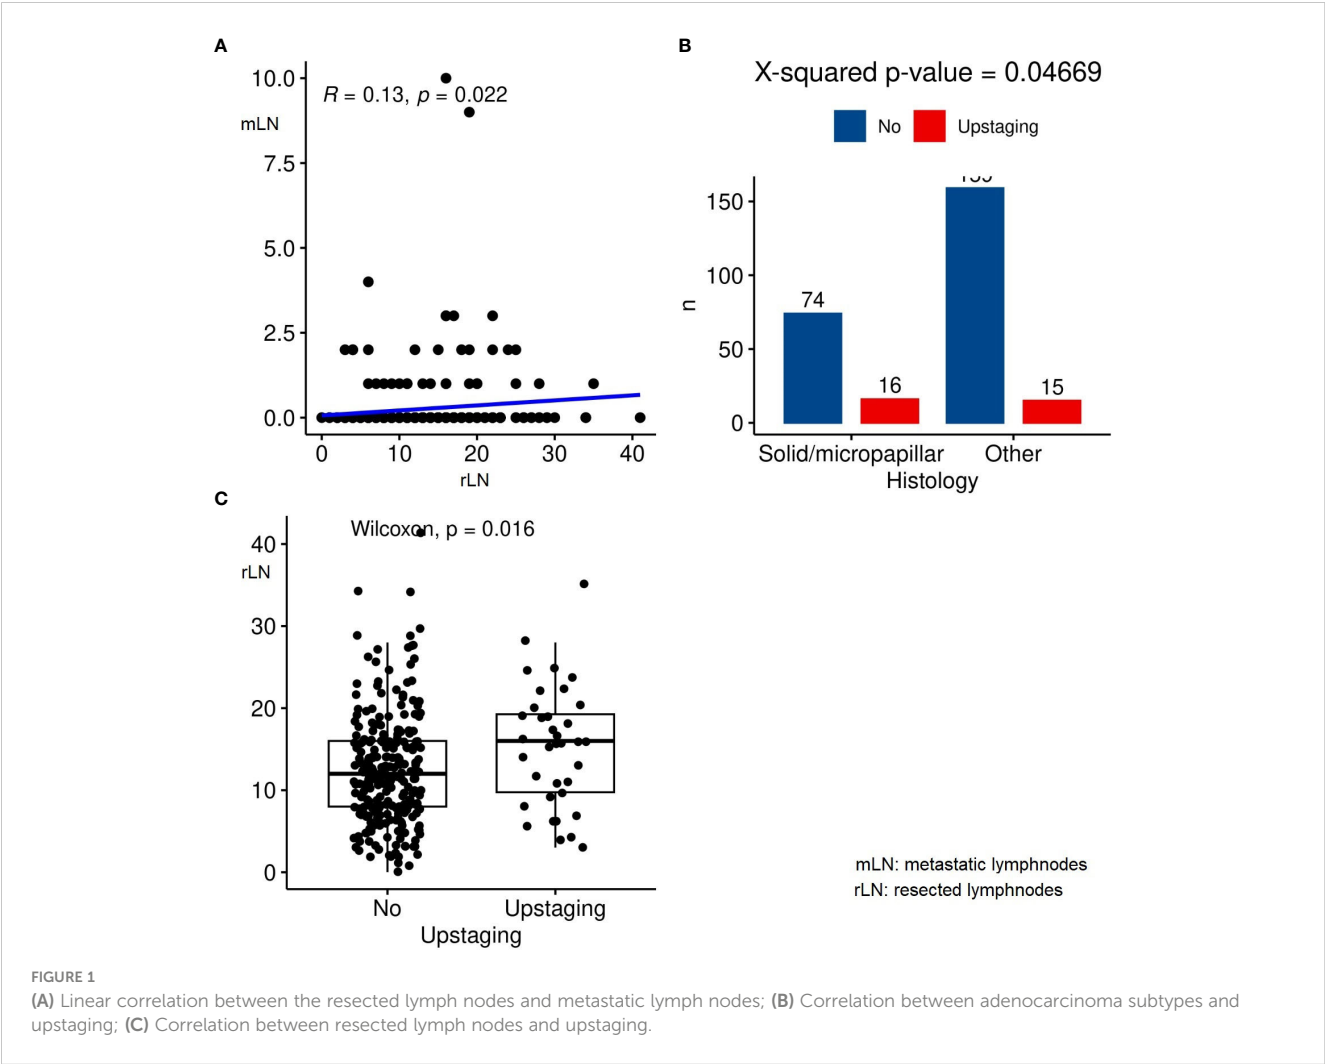 A
10.0
R = 0.13, p = 0.022
mLN
7.5
5.0
2.5
0.0
0 10 20 30 40
rLN
B
X-squared p-value = 0.04669
No Upstaging
150
100
50
0
n
74
16
15
Solid/micropapillar Other
Histology
C
Wilcoxon, p = 0.016
40
rLN
30
20
10
0
No Upstaging
Upstaging
mLN: metastatic lymphnodes
rLN: resected lymphnodes
FIGURE 1
(A) Linear correlation between the resected lymph nodes and metastatic lymph nodes; (B) Correlation between adenocarcinoma subtypes and
upstaging; (C) Correlation between resected lymph nodes and upstaging.